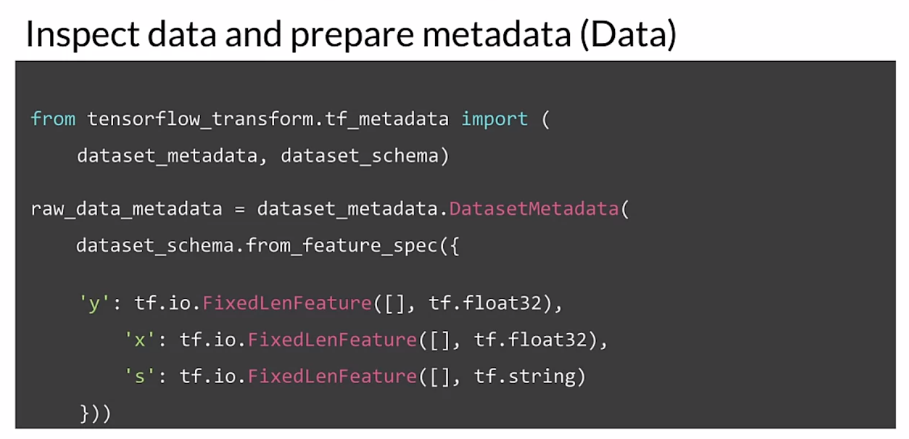 Inspect data and prepare metadata (Data)
from tensorflow_transform.tf_metadata import (
    dataset_metadata, dataset_schema)
raw_data_metadata = dataset_metadata.DatasetMetadata(
    dataset_schema.from_feature_spec({
    'y': tf.io.FixedLenFeature([], tf.float32),
        'x': tf.io.FixedLenFeature([], tf.float32),
        's': tf.io.FixedLenFeature([], tf.string)
    }))